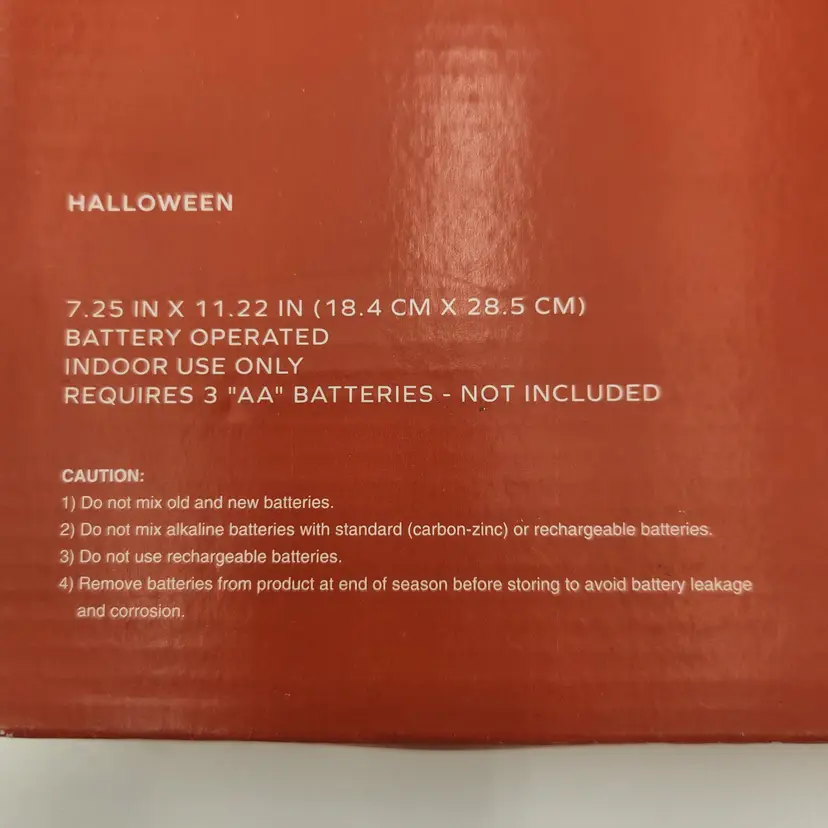 HALLOWEEN
7.25 IN X 11.22 IN (18.4 CM X 28.5 CM)
BATTERY OPERATED
INDOOR USE ONLY
REQUIRES 3 "AA" BATTERIES - NOT INCLUDED
CAUTION:
1) Do not mix old and new batteries.
2) Do not mix alkaline batteries with standard (carbon-zinc) or rechargeable batteries.
3) Do not use rechargeable batteries.
4) Remove batteries from product at end of season before storing to avoid battery leakage
and corrosion.